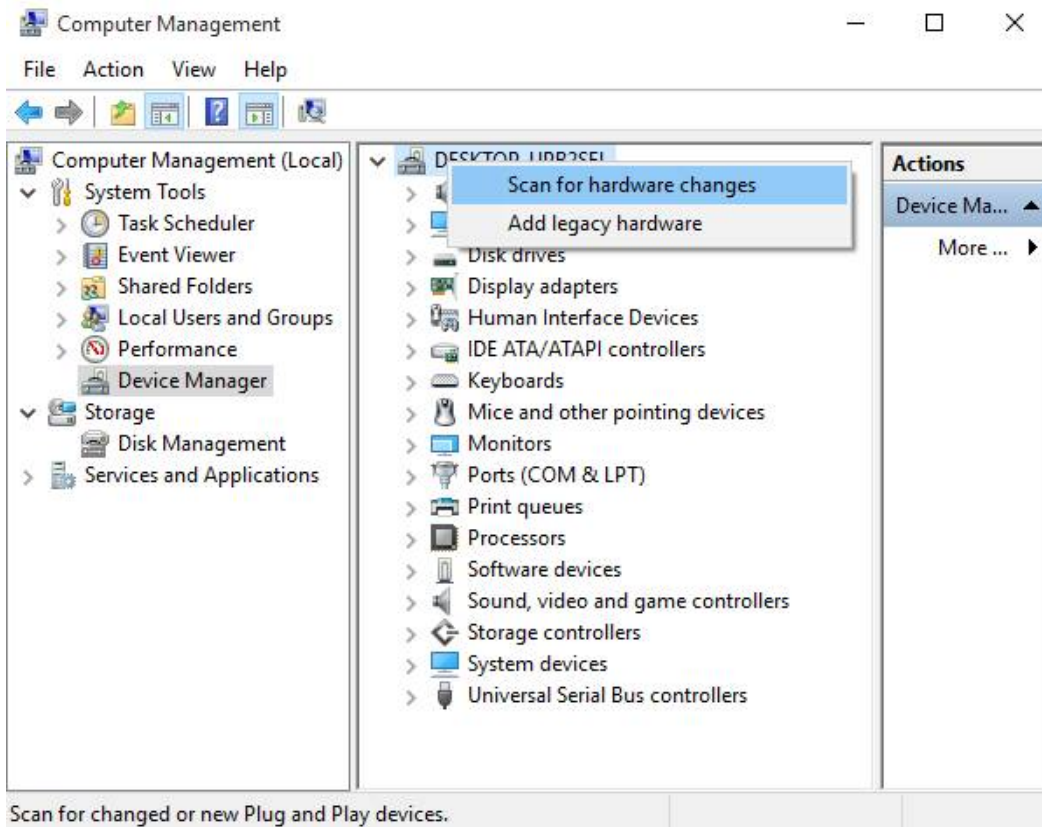 Computer Management
File Action View Help
Computer Management (Local)
System Tools
Task Scheduler
Event Viewer
Shared Folders
Local Users and Groups
Performance
Device Manager
Storage
Disk Management
Services and Applications
Scan for hardware changes
Add legacy hardware
Disk drives
Display adapters
Human Interface Devices
IDE ATA/ATAPI controllers
Keyboards
Mice and other pointing devices
Monitors
Ports (COM & LPT)
Print queues
Processors
Software devices
Sound, video and game controllers
Storage controllers
System devices
Universal Serial Bus controllers
Actions
Device Ma...
More ...
Scan for changed or new Plug and Play devices.